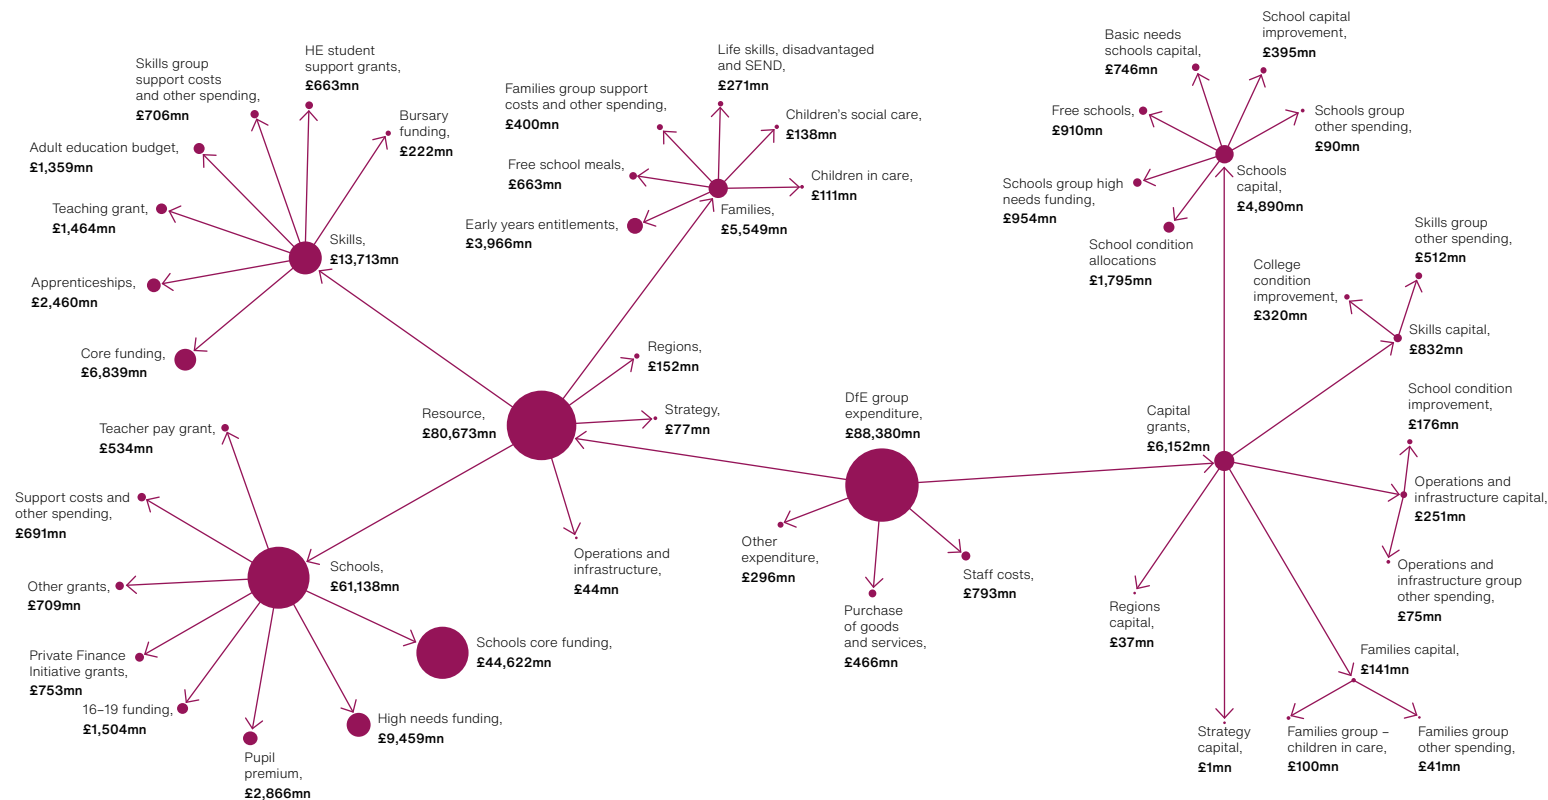 HE student
support grants,
£663mn
Skills group
support costs
and other spending,
£706mn
Bursary
funding,
£222mn
Adult education budget,
£1,359mn
Teaching grant,
£1,464mn
Skills,
£13,713mn
Apprenticeships,
£2,460mn
Core funding,
£6,839mn
Life skills, disadvantaged
and SEND,
£271mn
Families group support
costs and other spending,
£400mn
Children's social care,
£138mn
Free school meals,
£663mn
Children in care,
£111mn
Families,
£5,549mn
Early years entitlements,
£3,966mn
School capital
improvement,
£395mn
Basic needs
schools capital,
£746mn
Free schools,
£910mn
Schools group
other spending,
£90mn
Schools group high
needs funding,
£954mn
Schools
capital,
£4,890mn
School condition
allocations
£1,795mn
Skills group
other spending,
£512mn
College
condition
improvement,
£320mn
Skills capital,
£832mn
Regions,
£152mn
Strategy,
£77mn
Resource,
£80,673mn
DfE group
expenditure,
£88,380mn
Capital
grants,
£6,152mn
School condition
improvement,
£176mn
Operations and
infrastructure capital,
£251mn
Operations and
infrastructure group
other spending,
£75mn
Teacher pay grant,
£534mn
Support costs and
other spending,
£691mn
Other grants,
£709mn
Schools,
£61,138mn
Private Finance
Initiative grants,
£753mn
16–19 funding,
£1,504mn
Pupil
premium,
£2,866mn
High needs funding,
£9,459mn
Schools core funding,
£44,622mn
Operations and
infrastructure,
£44mn
Other
expenditure,
£296mn
Purchase
of goods
and services,
£466mn
Staff costs,
£793mn
Regions
capital,
£37mn
Families capital,
£141mn
Strategy
capital,
£1mn
Families group –
children in care,
£100mn
Families group
other spending,
£41mn